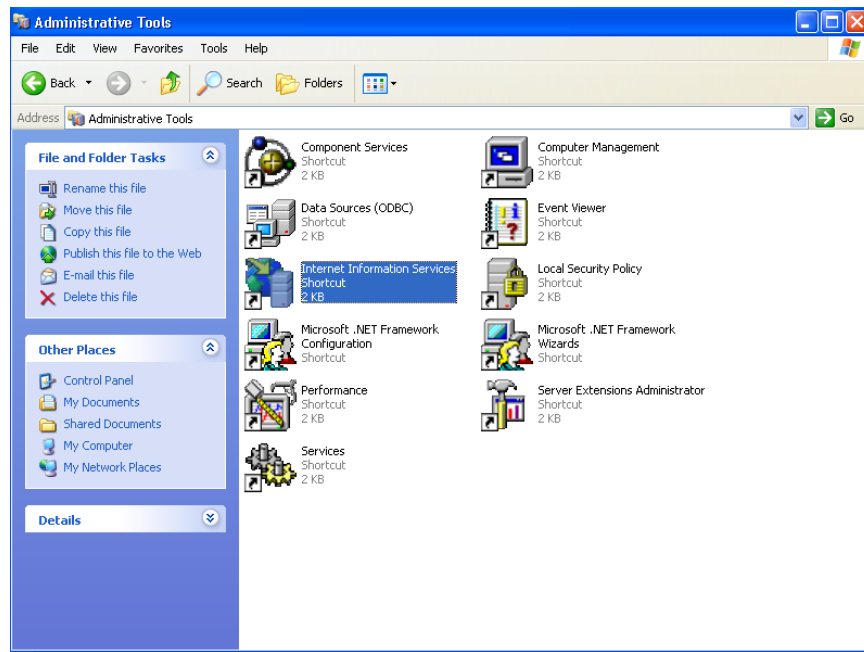 Administrative Tools
File Edit View Favorites Tools Help
Back Search Folders
Address Administrative Tools Go
File and Folder Tasks
Rename this file
Move this file
Copy this file
Publish this file to the Web
E-mail this file
Delete this file
Other Places
Control Panel
My Documents
Shared Documents
My Computer
My Network Places
Details
Component Services
Shortcut
2 KB
Computer Management
Shortcut
2 KB
Data Sources (ODBC)
Shortcut
2 KB
Event Viewer
Shortcut
2 KB
Internet Information Services
Shortcut
2 KB
Local Security Policy
Shortcut
2 KB
Microsoft .NET Framework
Configuration
Shortcut
Microsoft .NET Framework
Wizards
Shortcut
Performance
Shortcut
2 KB
Server Extensions Administrator
Shortcut
2 KB
Services
Shortcut
2 KB